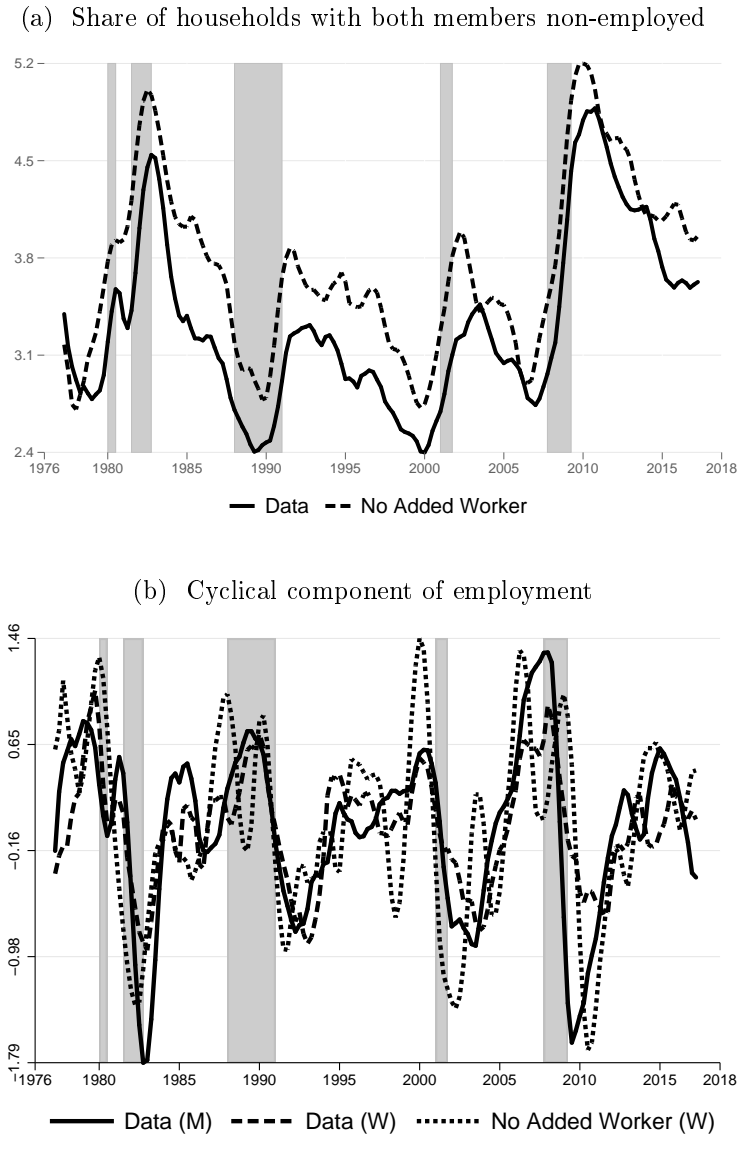 (a) Share of households with both members non-employed
5.2
4.5
3.8
3.1
2.4
1976 1980 1985 1990 1995 2000 2005 2010 2015 2018
Data No Added Worker
(b) Cyclical component of employment
1.46
0.65
-0.16
-0.98
-1.79
1976 1980 1985 1990 1995 2000 2005 2010 2015 2018
Data (M) Data (W) No Added Worker (W)